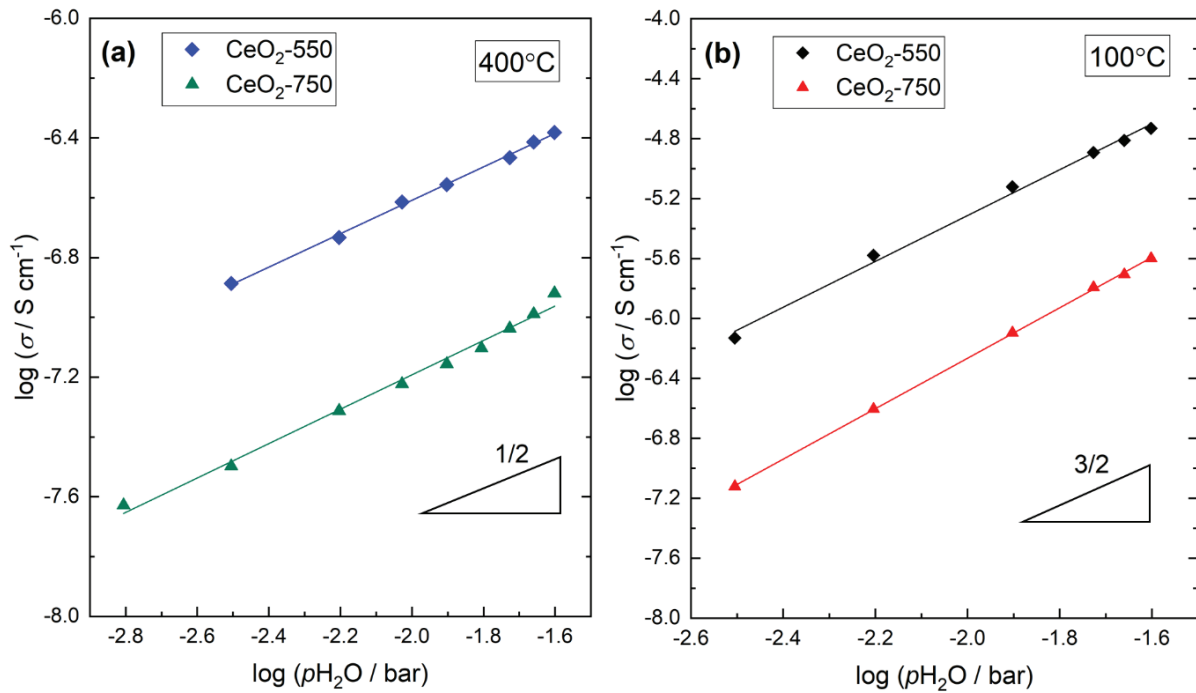 (a)
CeO₂-550
CeO₂-750
400°C
-6.0
-6.4
-6.8
-7.2
-7.6
-8.0
log (σ / S cm⁻¹)
1/2
-2.8 -2.6 -2.4 -2.2 -2.0 -1.8 -1.6
log (pH₂O / bar)
(b)
CeO₂-550
CeO₂-750
100°C
-4.0
-4.4
-4.8
-5.2
-5.6
-6.0
-6.4
-6.8
-7.2
-7.6
-8.0
log (σ / S cm⁻¹)
3/2
-2.6 -2.4 -2.2 -2.0 -1.8 -1.6
log (pH₂O / bar)